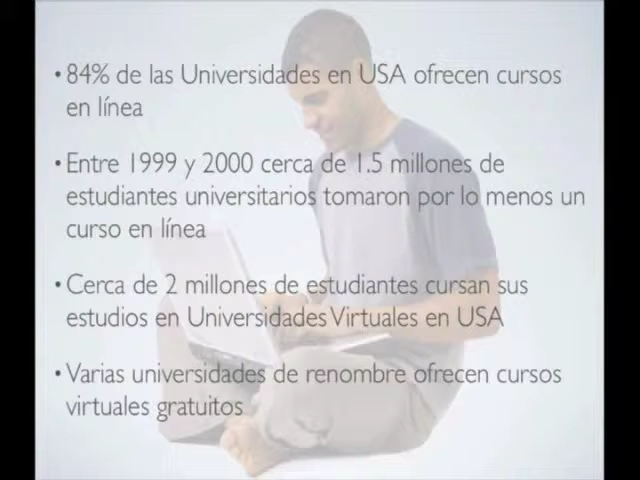 • 84% de las Universidades en USA ofrecen cursos
en línea
• Entre 1999 y 2000 cerca de 1.5 millones de
estudiantes universitarios tomaron por lo menos un
curso en línea
• Cerca de 2 millones de estudiantes cursan sus
estudios en Universidades Virtuales en USA
• Varias universidades de renombre ofrecen cursos
virtuales gratuitos